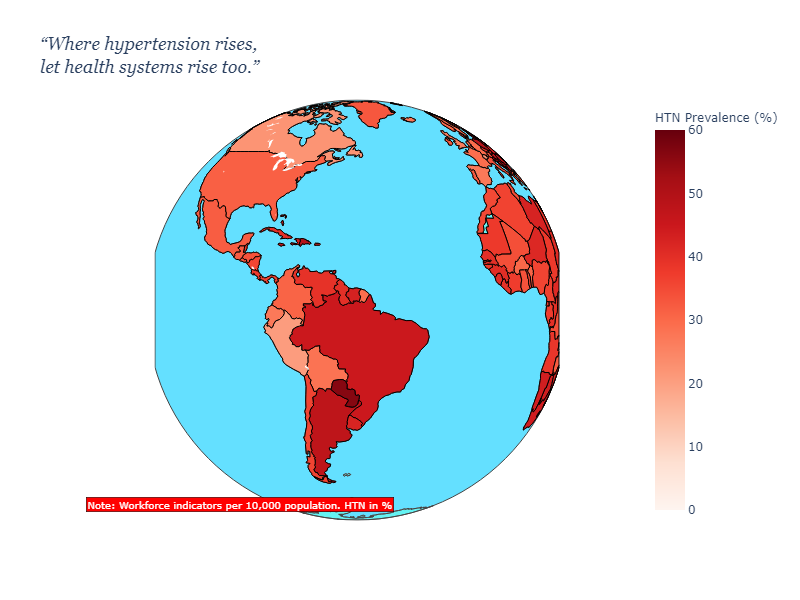 “Where hypertension rises,
let health systems rise too.”
HTN Prevalence (%)
60
50
40
30
20
10
0
Note: Workforce indicators per 10,000 population. HTN in %